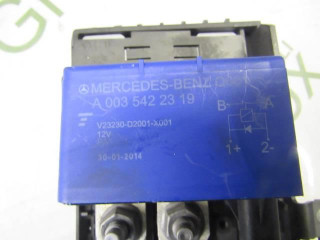 MERCEDES-BENZ
A 003 542 23 19
B A
V23230-D2001-X001
12V
1+ 2-
30-01-2014